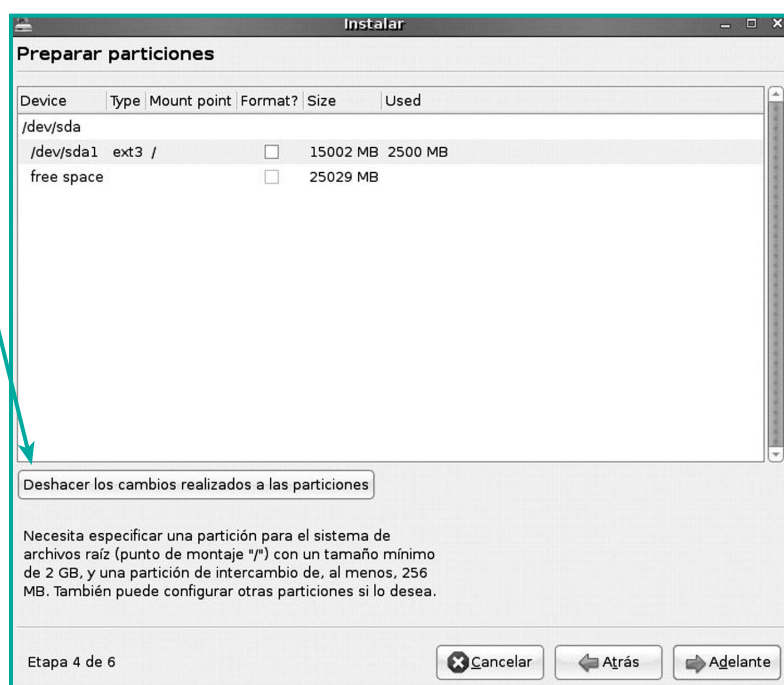 Instalar
Preparar particiones
Device Type Mount point Format? Size Used
/dev/sda
/dev/sda1 ext3 / 15002 MB 2500 MB
free space 25029 MB
Deshacer los cambios realizados a las particiones
Necesita especificar una partición para el sistema de
archivos raíz (punto de montaje "/") con un tamaño mínimo
de 2 GB, y una partición de intercambio de, al menos, 256
MB. También puede configurar otras particiones si lo desea.
Etapa 4 de 6 Cancelar Atrás Adelante